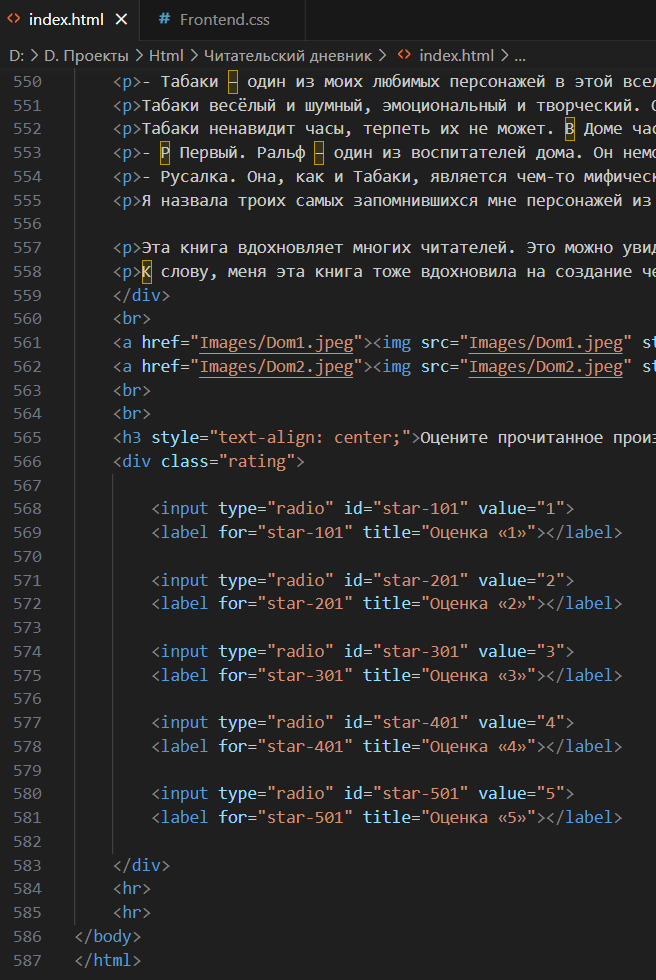 index.html
Frontend.css
D: > D. Проекты > Html > Читательский дневник > index.html > ...
550 <p>- Табаки – один из моих любимых персонажей в этой всел
551 <p>Табаки весёлый и шумный, эмоциональный и творческий. О
552 <p>Табаки ненавидит часы, терпеть их не может. В Доме час
553 <p>- Р Первый. Ральф – один из воспитателей дома. Он немо
554 <p>- Русалка. Она, как и Табаки, является чем-то мифическ
555 <p>Я назвала троих самых запомнившихся мне персонажей из
556
557 <p>Эта книга вдохновляет многих читателей. Это можно увид
558 <p>К слову, меня эта книга тоже вдохновила на создание че
559 </div>
560 <br>
561 <a href="Images/Dom1.jpeg"><img src="Images/Dom1.jpeg" st
562 <a href="Images/Dom2.jpeg"><img src="Images/Dom2.jpeg" st
563 <br>
564 <br>
565 <h3 style="text-align: center;">Оцените прочитанное произ
566 <div class="rating">
567
568 <input type="radio" id="star-101" value="1">
569 <label for="star-101" title="Оценка «1»"></label>
570
571 <input type="radio" id="star-201" value="2">
572 <label for="star-201" title="Оценка «2»"></label>
573
574 <input type="radio" id="star-301" value="3">
575 <label for="star-301" title="Оценка «3»"></label>
576
577 <input type="radio" id="star-401" value="4">
578 <label for="star-401" title="Оценка «4»"></label>
579
580 <input type="radio" id="star-501" value="5">
581 <label for="star-501" title="Оценка «5»"></label>
582
583 </div>
584 <hr>
585 <hr>
586 </body>
587 </html>